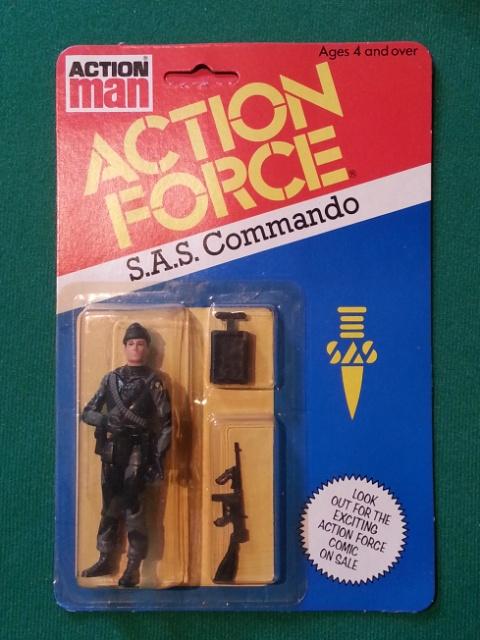 Ages 4 and over
ACTION
man
ACTION
FORCE®
S.A.S. Commando
SAS
LOOK
OUT FOR THE
EXCITING
ACTION FORCE
COMIC
ON SALE